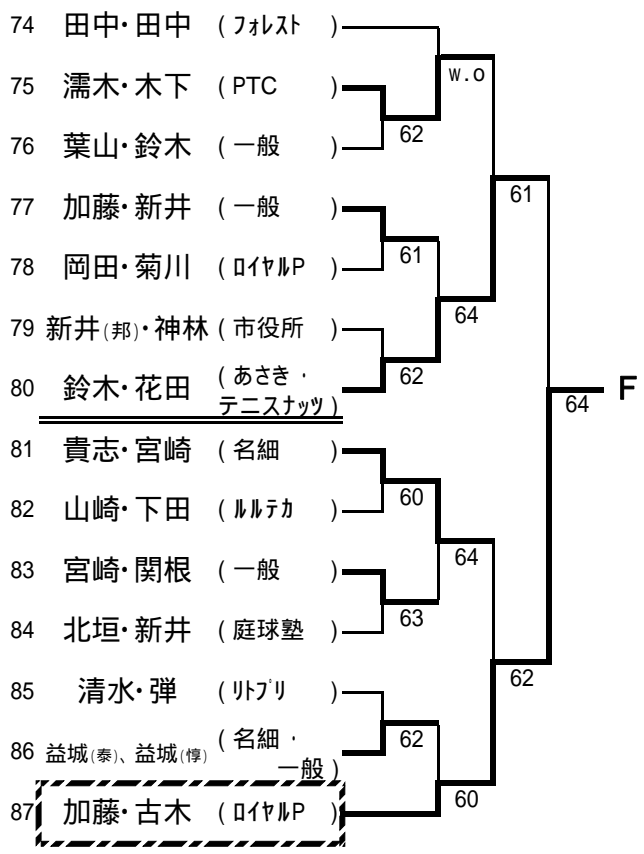 74 田中・田中 (フォレスト)
w.o
75 濡木・木下 (PTC)
62
76 葉山・鈴木 (一般)
77 加藤・新井 (一般)
61
61
78 岡田・菊川 (ロイヤルP)
64
79 新井(邦)・神林 (市役所)
62
80 鈴木・花田 (あさき・
テニスナッツ)
64 F
81 貴志・宮崎 (名細)
60
82 山崎・下田 (ルルテカ)
64
83 宮崎・関根 (一般)
63
84 北垣・新井 (庭球塾)
62
85 清水・弾 (リトプリ)
62
86 益城(泰)、益城(惇) (名細・
一般)
60
87 加藤・古木 (ロイヤルP)